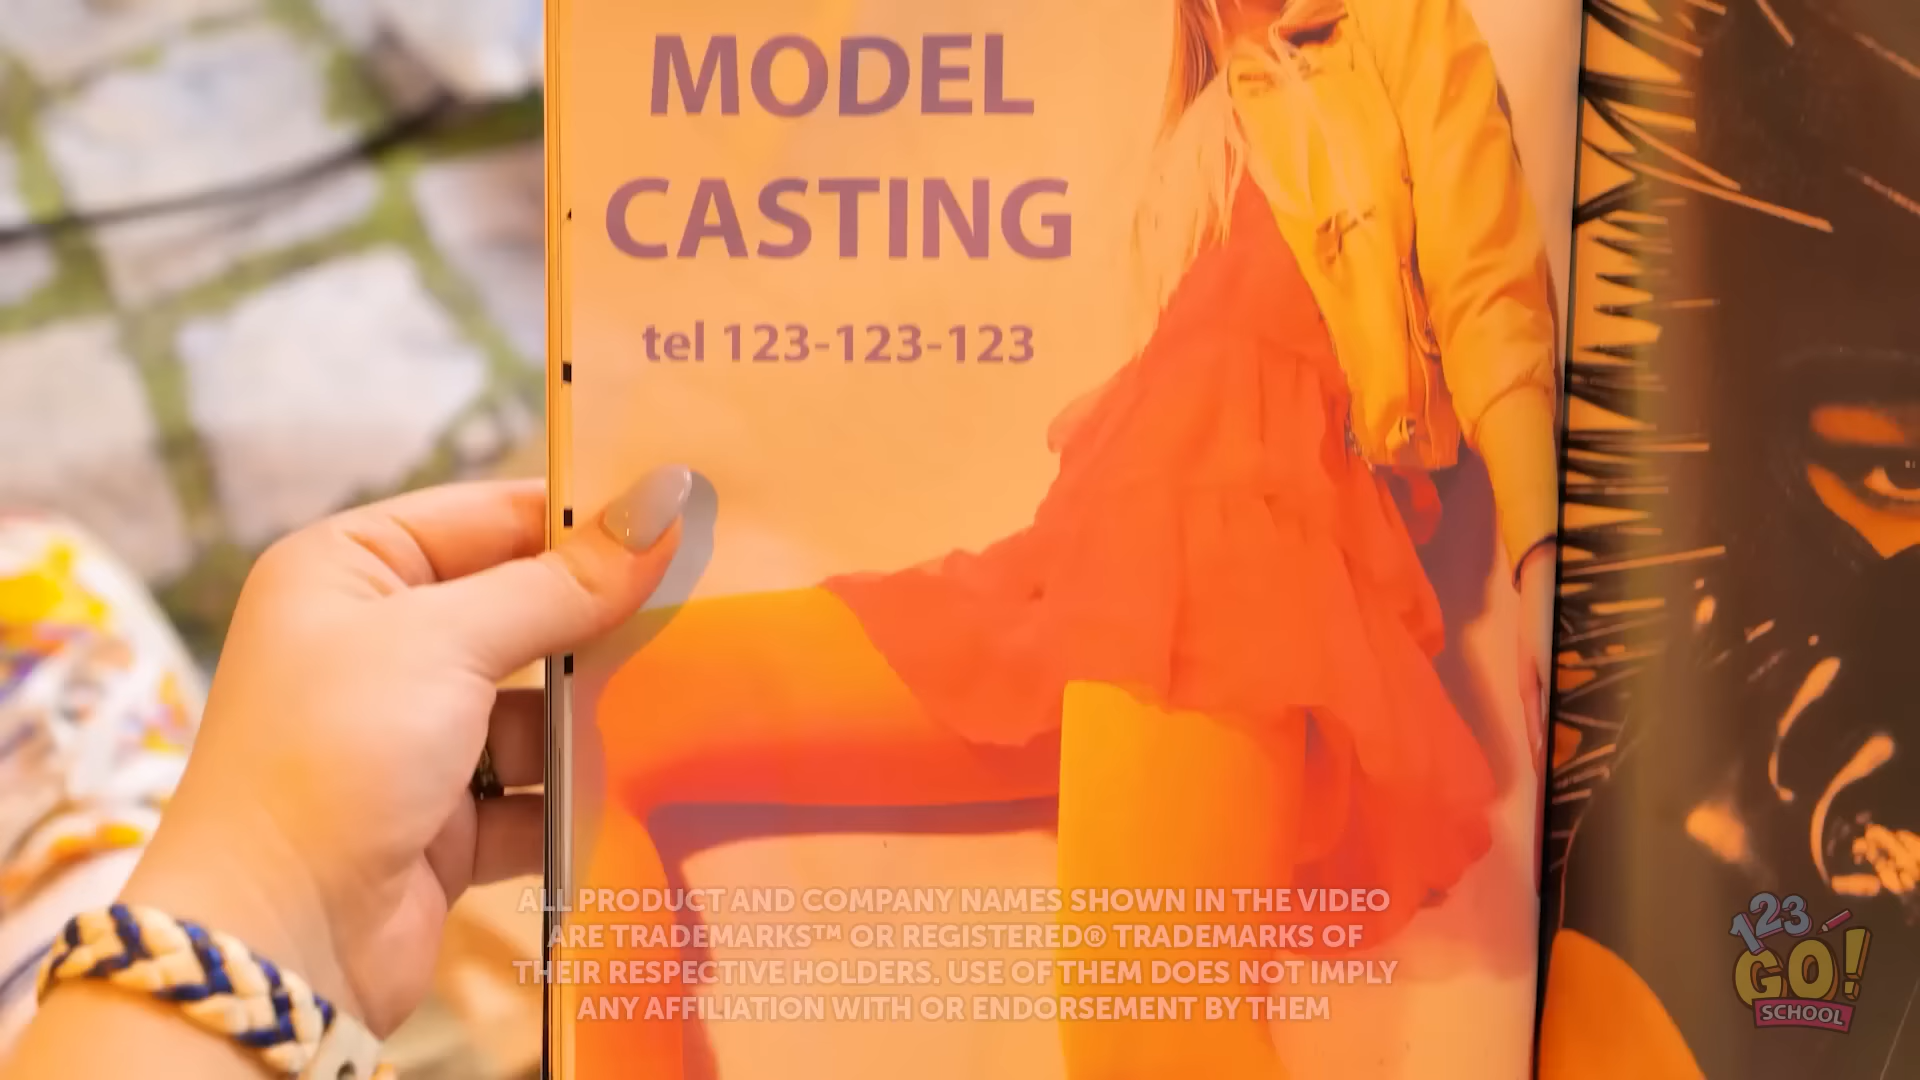 MODEL
CASTING
tel 123-123-123
ALL PRODUCT AND COMPANY NAMES SHOWN IN THE VIDEO
ARE TRADEMARKS™ OR REGISTERED® TRADEMARKS OF
THEIR RESPECTIVE HOLDERS. USE OF THEM DOES NOT IMPLY
ANY AFFILIATION WITH OR ENDORSEMENT BY THEM
123
GO!
SCHOOL